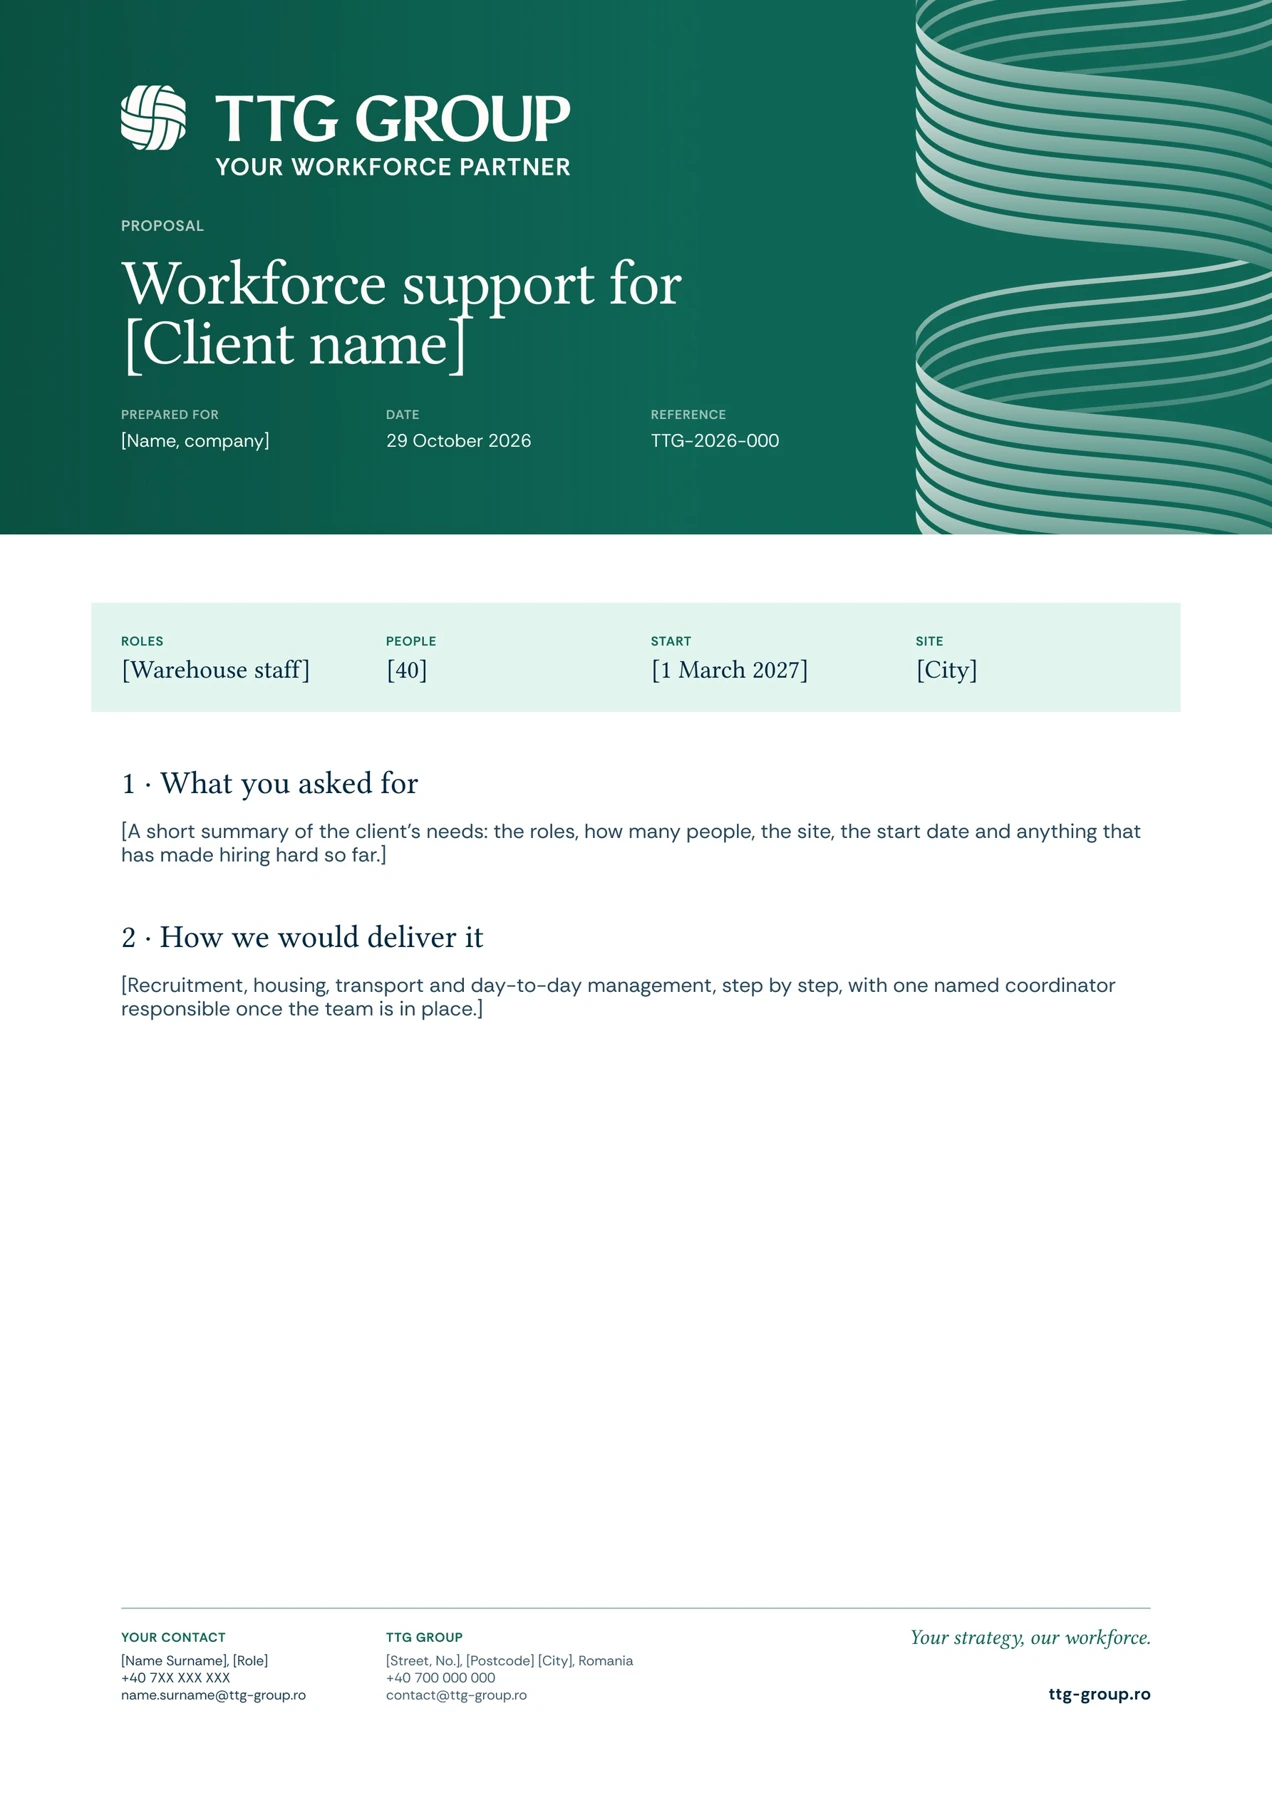 TTG GROUP
YOUR WORKFORCE PARTNER
PROPOSAL
Workforce support for
[Client name]
PREPARED FOR
[Name, company]
DATE
29 October 2026
REFERENCE
TTG-2026-000
ROLES
[Warehouse staff]
PEOPLE
[40]
START
[1 March 2027]
SITE
[City]
1 · What you asked for
[A short summary of the client’s needs: the roles, how many people, the site, the start date and anything that
has made hiring hard so far.]
2 · How we would deliver it
[Recruitment, housing, transport and day-to-day management, step by step, with one named coordinator
responsible once the team is in place.]
YOUR CONTACT
[Name Surname], [Role]
+40 7XX XXX XXX
name.surname@ttg-group.ro
TTG GROUP
[Street, No.], [Postcode] [City], Romania
+40 700 000 000
contact@ttg-group.ro
Your strategy, our workforce.
ttg-group.ro